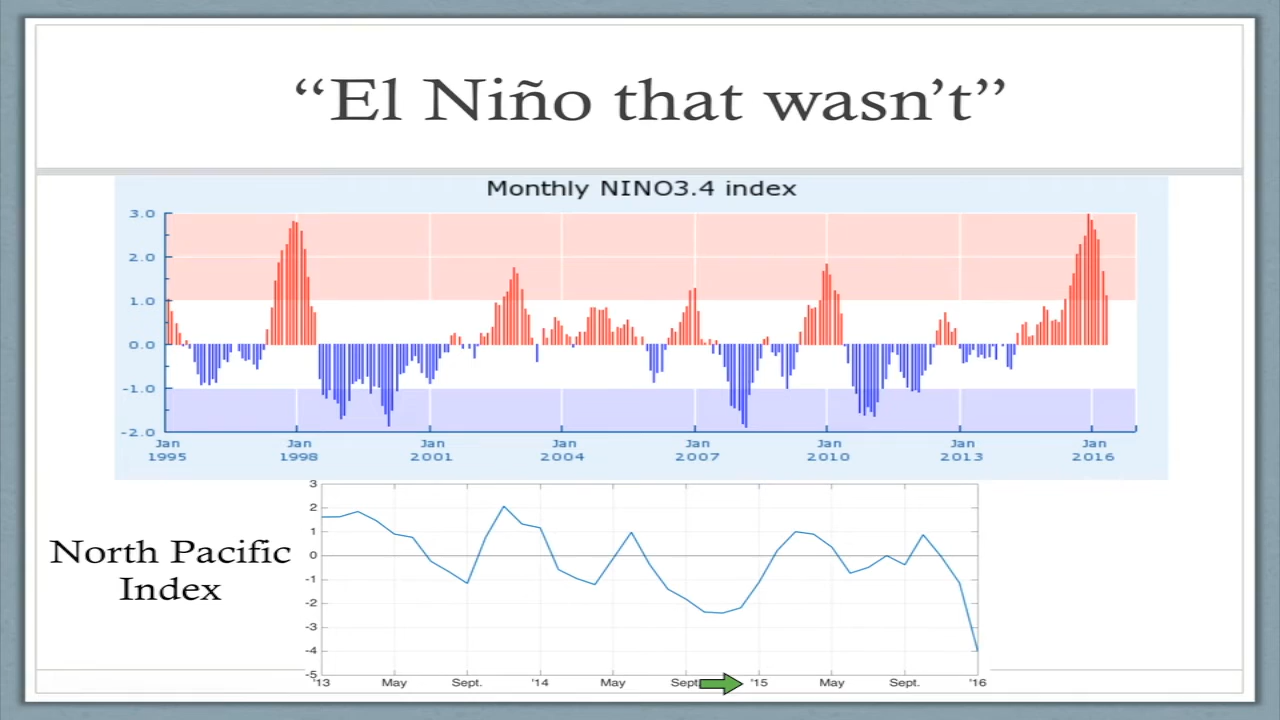 “El Niño that wasn’t”
Monthly NINO3.4 index
3.0
2.0
1.0
0.0
-1.0
-2.0
Jan Jan Jan Jan Jan Jan Jan Jan
1995 1998 2001 2004 2007 2010 2013 2016
North Pacific
Index
3
2
1
0
-1
-2
-3
-4
-5
'13 May Sept. '14 May Sept '15 May Sept. '16